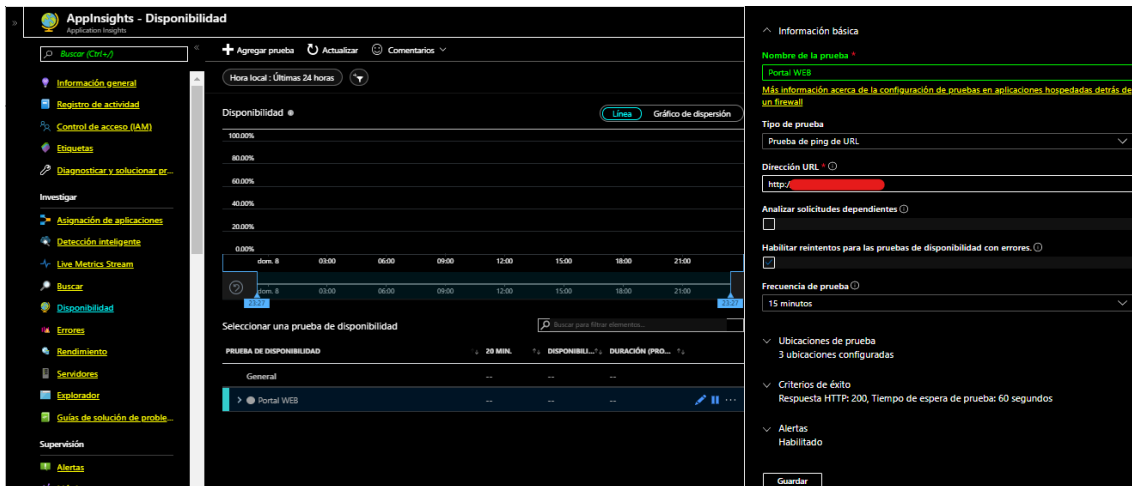 AppInsights - Disponibilidad
Application Insights
Buscar (Ctrl+/)
Información general
Registro de actividad
Control de acceso (IAM)
Etiquetas
Diagnosticar y solucionar pr...
Investigar
Asignación de aplicaciones
Detección inteligente
Live Metrics Stream
Buscar
Disponibilidad
Errores
Rendimiento
Servidores
Explorador
Guías de solución de proble...
Supervisión
Alertas
Agregar prueba
Actualizar
Comentarios
Hora local : Últimas 24 horas
Disponibilidad
Línea
Gráfico de dispersión
100.00%
80.00%
60.00%
40.00%
20.00%
0.00%
dom. 8 03:00 06:00 09:00 12:00 15:00 18:00 21:00
dom. 8 03:00 06:00 09:00 12:00 15:00 18:00 21:00
23:27 23:27
Seleccionar una prueba de disponibilidad
Buscar para filtrar elementos...
PRUEBA DE DISPONIBILIDAD 20 MIN. DISPONIBILI... DURACIÓN (PRO...
General -- -- --
Portal WEB -- -- -- ...
Información básica
Nombre de la prueba *
Portal WEB
Más información acerca de la configuración de pruebas en aplicaciones hospedadas detrás de
un firewall
Tipo de prueba
Prueba de ping de URL
Dirección URL *
http:/
Analizar solicitudes dependientes
Habilitar reintentos para las pruebas de disponibilidad con errores.
Frecuencia de prueba
15 minutos
Ubicaciones de prueba
3 ubicaciones configuradas
Criterios de éxito
Respuesta HTTP: 200, Tiempo de espera de prueba: 60 segundos
Alertas
Habilitado
Guardar